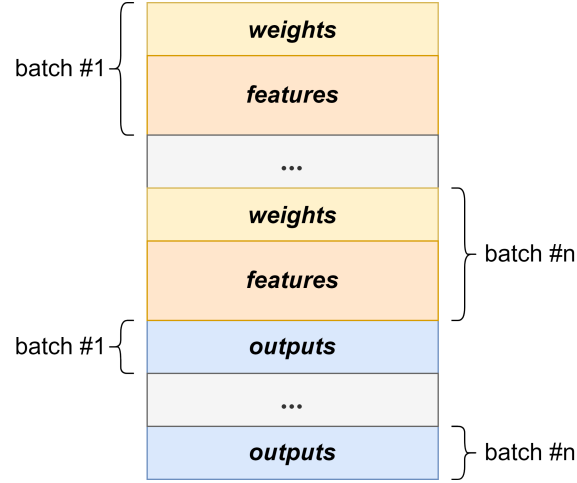 weights
batch #1
features
...
weights
batch #n
features
batch #1
outputs
...
outputs
batch #n